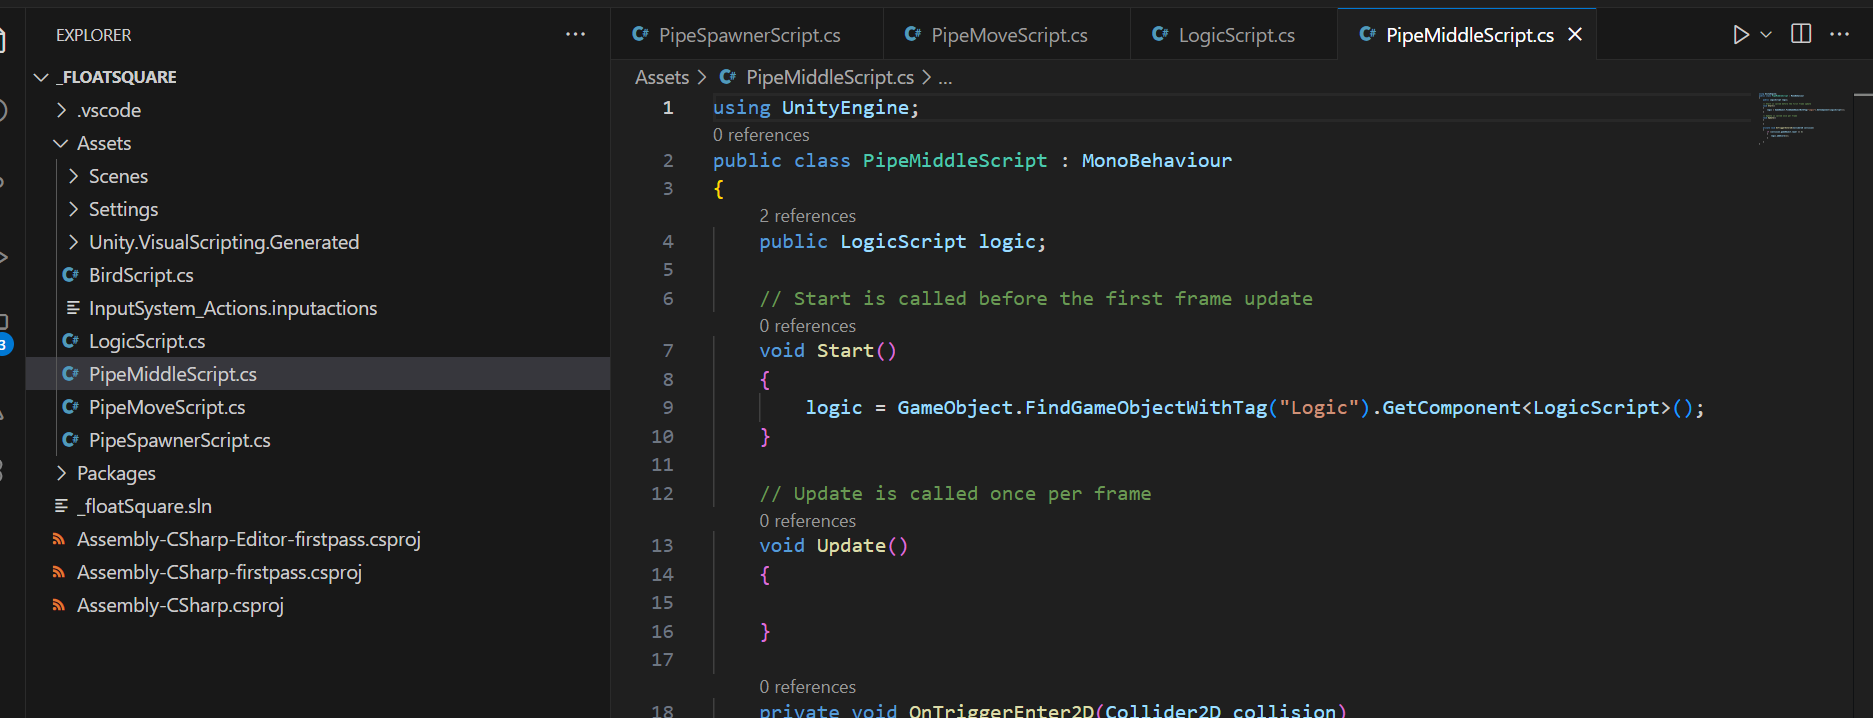 EXPLORER
_FLOATSQUARE
.vscode
Assets
Scenes
Settings
Unity.VisualScripting.Generated
BirdScript.cs
InputSystem_Actions.inputactions
LogicScript.cs
PipeMiddleScript.cs
PipeMoveScript.cs
PipeSpawnerScript.cs
Packages
_floatSquare.sln
Assembly-CSharp-Editor-firstpass.csproj
Assembly-CSharp-firstpass.csproj
Assembly-CSharp.csproj
3
PipeSpawnerScript.cs PipeMoveScript.cs LogicScript.cs PipeMiddleScript.cs
Assets > PipeMiddleScript.cs > ...
1 using UnityEngine;
0 references
2 public class PipeMiddleScript : MonoBehaviour
3 {
2 references
4 public LogicScript logic;
5
6 // Start is called before the first frame update
0 references
7 void Start()
8 {
9 logic = GameObject.FindGameObjectWithTag("Logic").GetComponent<LogicScript>();
10 }
11
12 // Update is called once per frame
0 references
13 void Update()
14 {
15
16 }
17
0 references
18 private void OnTriggerEnter2D(Collider2D collision)